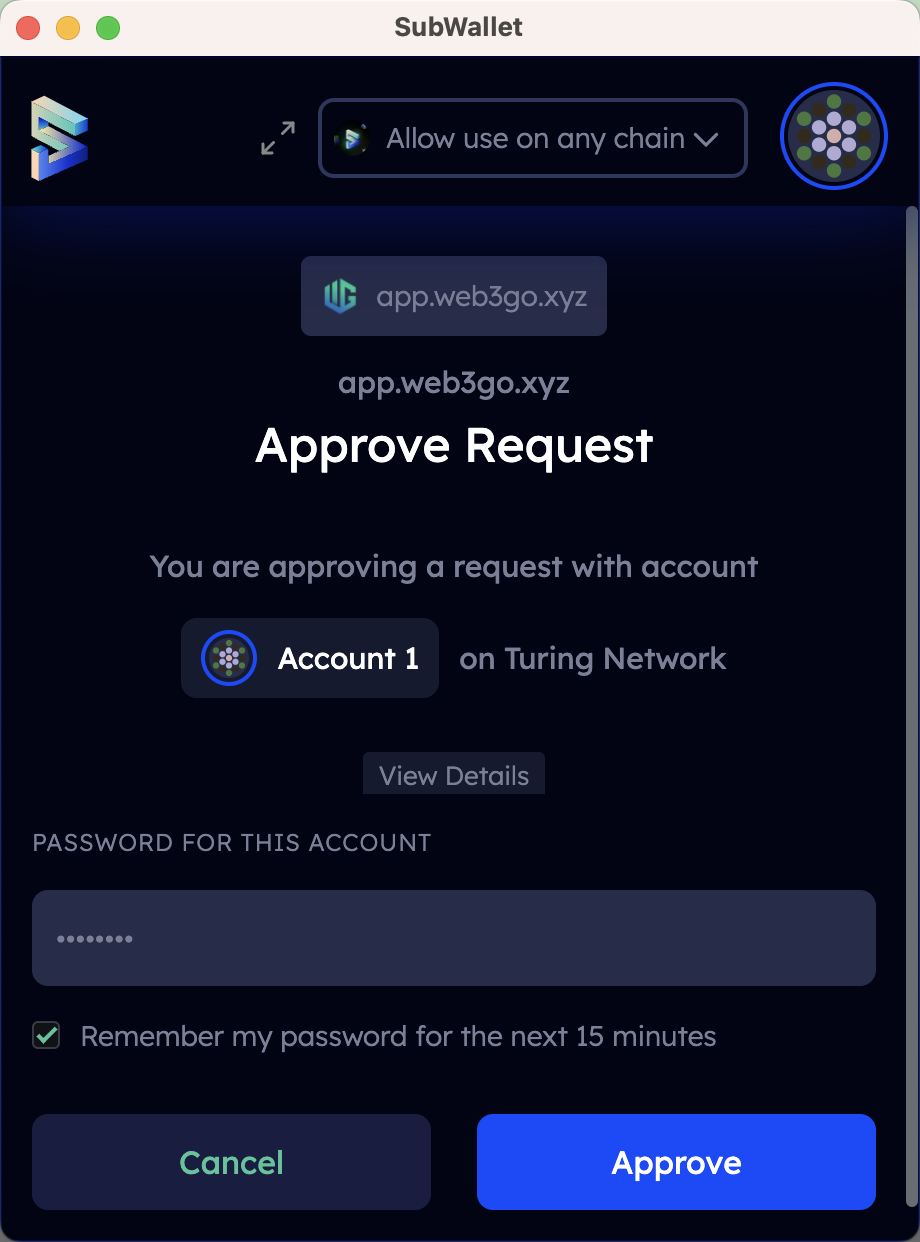 SubWallet
Allow use on any chain
app.web3go.xyz
app.web3go.xyz
Approve Request
You are approving a request with account
Account 1 on Turing Network
View Details
PASSWORD FOR THIS ACCOUNT
••••••••
Remember my password for the next 15 minutes
Cancel Approve